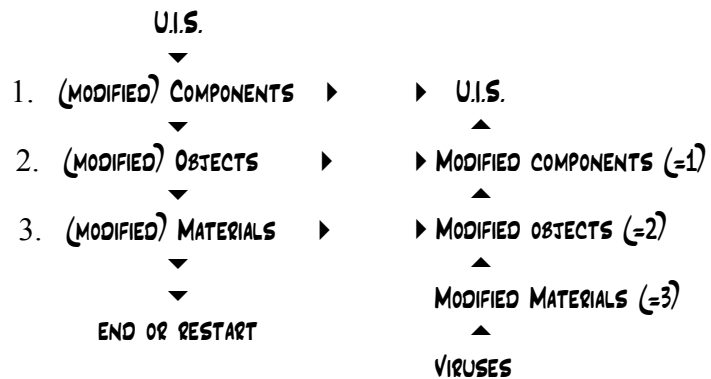 U.I.S.
1. (modified) Components
U.I.S.
2. (modified) Objects
Modified components (=1)
3. (modified) Materials
Modified objects (=2)
Modified Materials (=3)
end or restart
Viruses